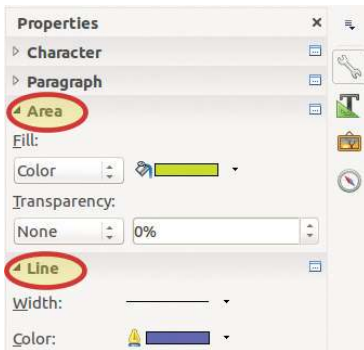 Properties
Character
Paragraph
Area
Fill:
Color
Transparency:
None 0%
Line
Width:
Color: